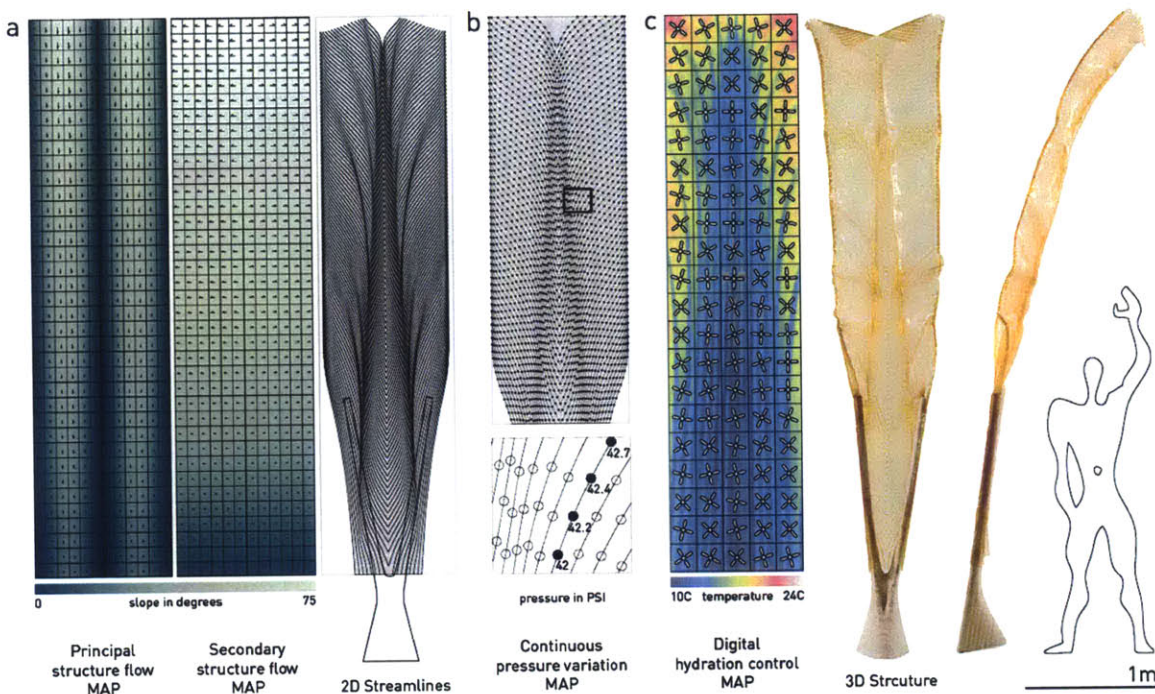 a
b
c
42.7
42.4
42.2
42
0
slope in degrees
75
pressure in PSI
10C temperature 24C
Principal
structure flow
MAP
Secondary
structure flow
MAP
2D Streamlines
Continuous
pressure variation
MAP
Digital
hydration control
MAP
3D Strcuture
1m